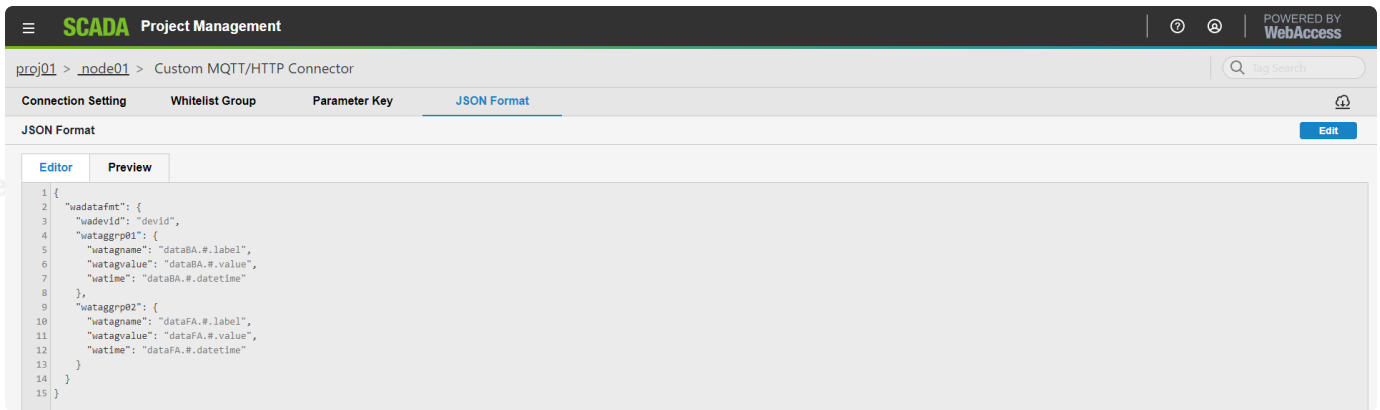 SCADA Project Management
POWERED BY
WebAccess
proj01 > _node01 > Custom MQTT/HTTP Connector
Tag Search
Connection Setting Whitelist Group Parameter Key JSON Format
JSON Format
Edit
Editor Preview
1 {
2 "wadatafmt": {
3 "wadevid": "devid",
4 "wataggrp01": {
5 "watagname": "dataBA.#.label",
6 "watagvalue": "dataBA.#.value",
7 "watime": "dataBA.#.datetime"
8 },
9 "wataggrp02": {
10 "watagname": "dataFA.#.label",
11 "watagvalue": "dataFA.#.value",
12 "watime": "dataFA.#.datetime"
13 }
14 }
15 }